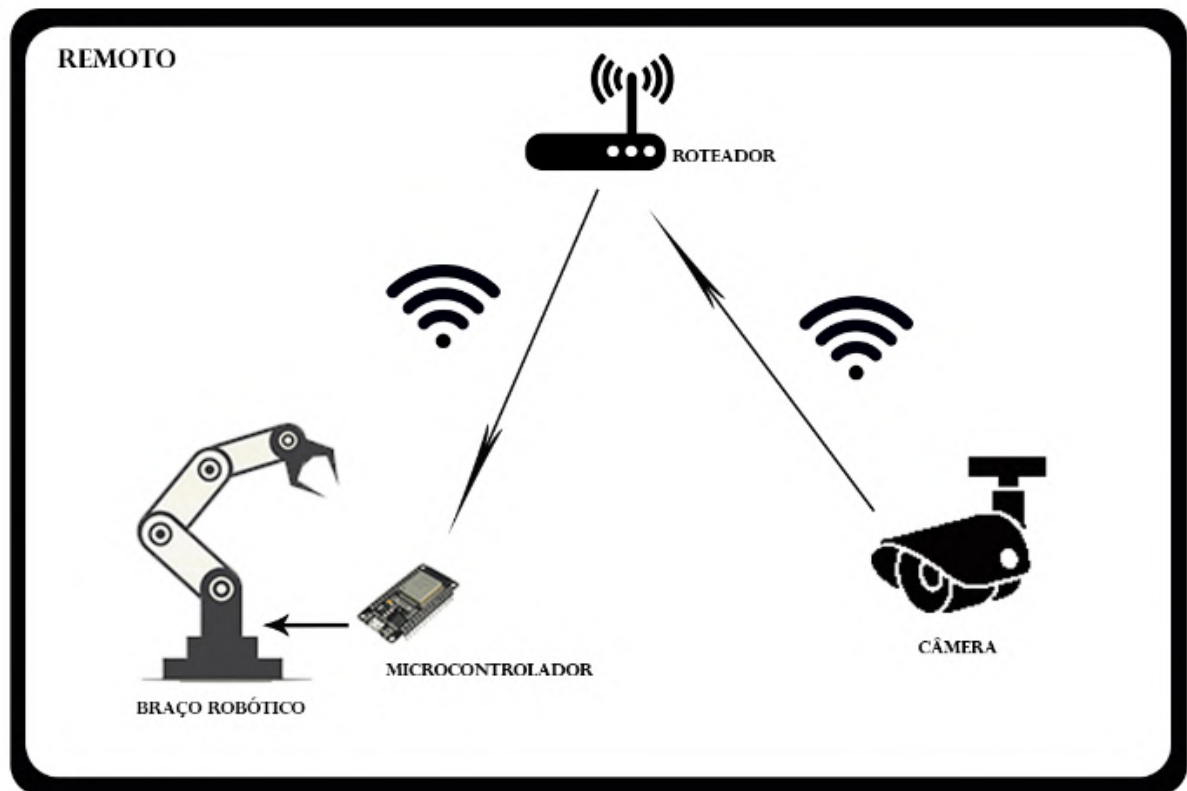 REMOTO
ROTEADOR
CÂMERA
MICROCONTROLADOR
BRAÇO ROBÓTICO